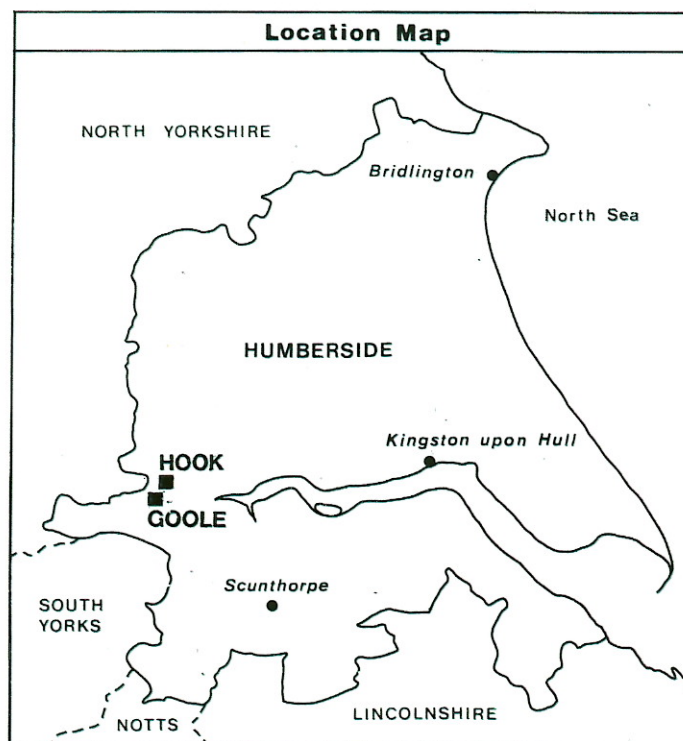 Location Map
NORTH YORKSHIRE
Bridlington
North Sea
HUMBERSIDE
Kingston upon Hull
HOOK
GOOLE
Scunthorpe
SOUTH
YORKS
NOTTS
LINCOLNSHIRE